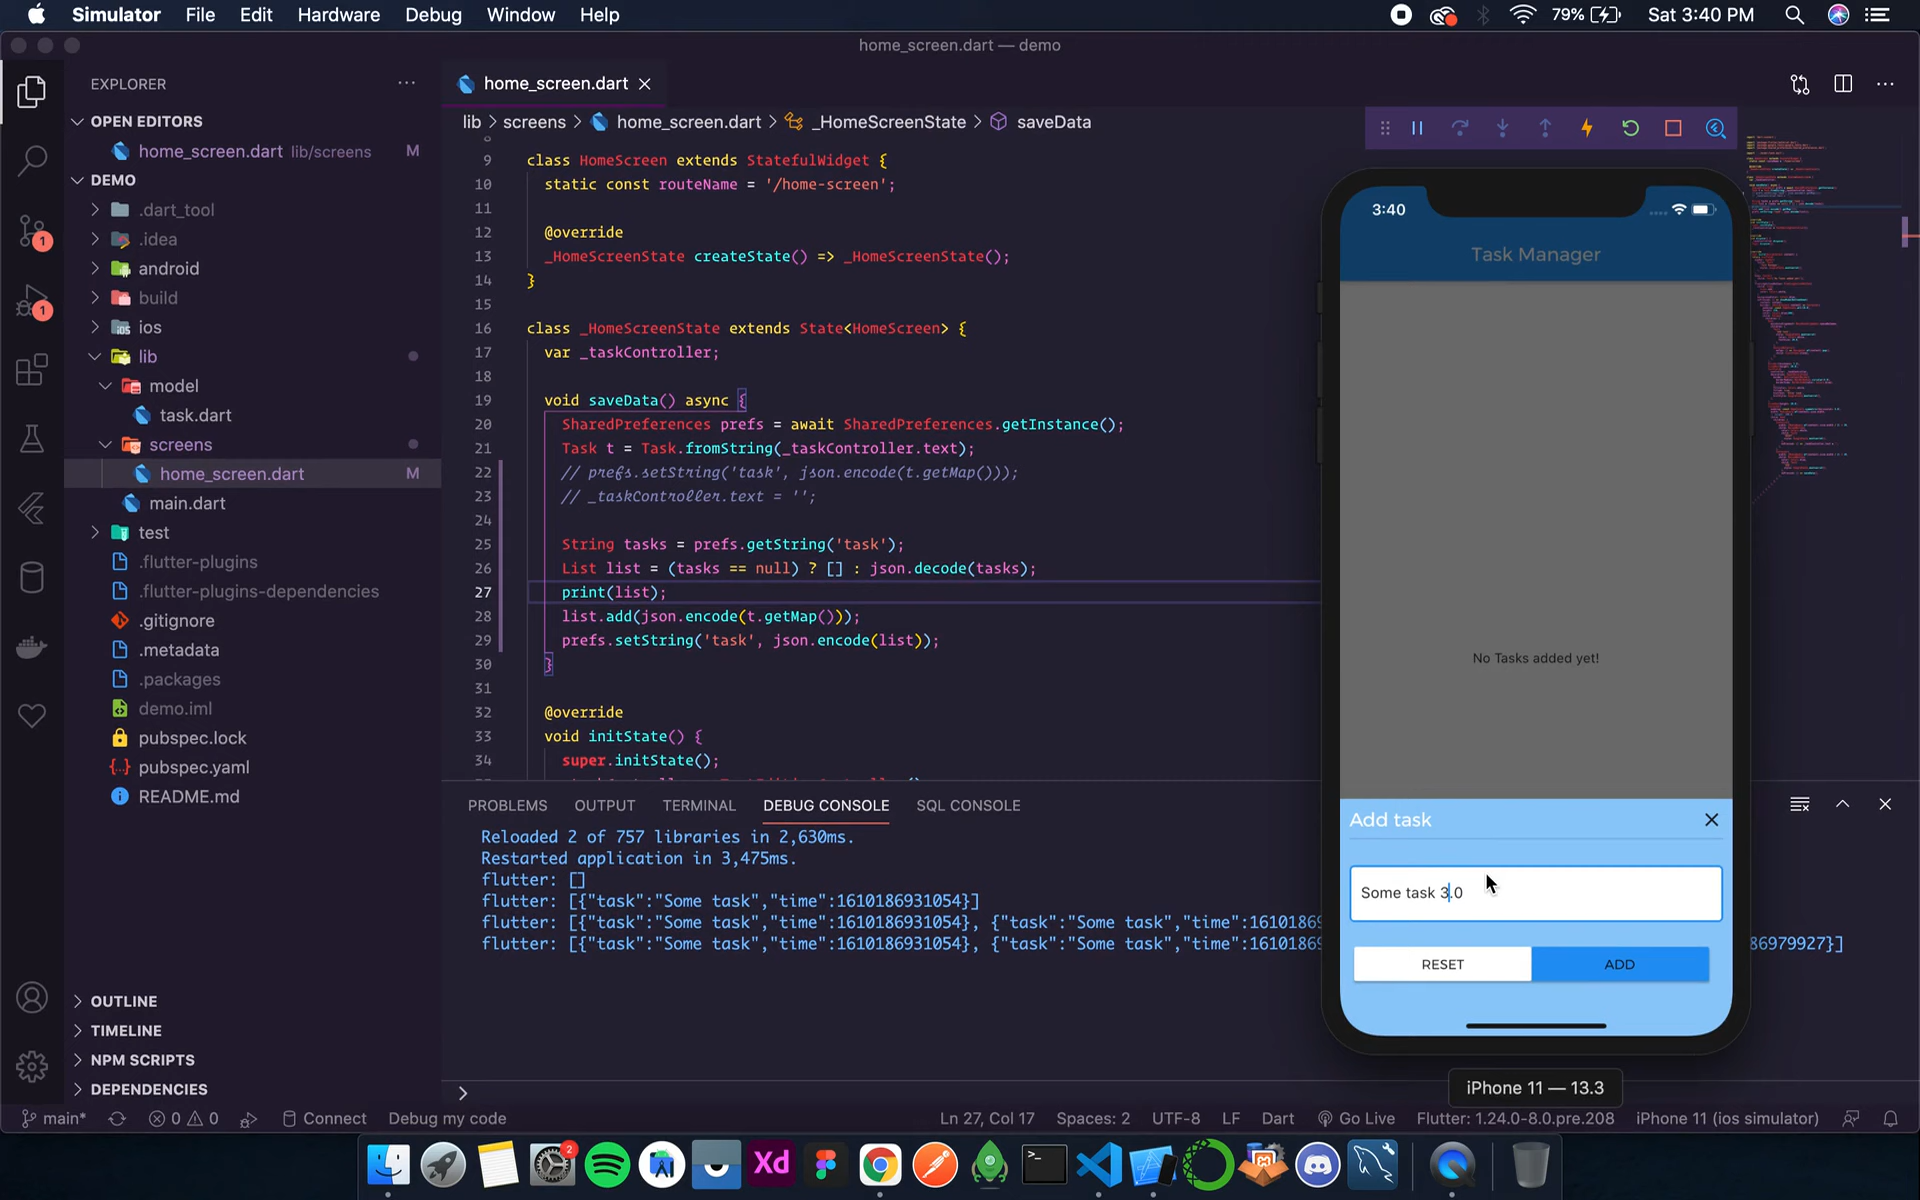 Simulator File Edit Hardware Debug Window Help 79% Sat 3:40 PM
home_screen.dart — demo
EXPLORER
OPEN EDITORS
home_screen.dart lib/screens M
DEMO
.dart_tool
.idea
android
build
ios
lib
model
task.dart
screens
home_screen.dart M
main.dart
test
.flutter-plugins
.flutter-plugins-dependencies
.gitignore
.metadata
.packages
demo.iml
pubspec.lock
pubspec.yaml
README.md
OUTLINE
TIMELINE
NPM SCRIPTS
DEPENDENCIES
1
1
home_screen.dart
lib > screens > home_screen.dart > _HomeScreenState > saveData
9 class HomeScreen extends StatefulWidget {
10 static const routeName = '/home-screen';
11
12 @override
13 _HomeScreenState createState() => _HomeScreenState();
14 }
15
16 class _HomeScreenState extends State<HomeScreen> {
17 var _taskController;
18
19 void saveData() async {
20 SharedPreferences prefs = await SharedPreferences.getInstance();
21 Task t = Task.fromString(_taskController.text);
22 // prefs.setString('task', json.encode(t.getMap()));
23 // _taskController.text = '';
24
25 String tasks = prefs.getString('task');
26 List list = (tasks == null) ? [] : json.decode(tasks);
27 print(list);
28 list.add(json.encode(t.getMap()));
29 prefs.setString('task', json.encode(list));
30 }
31
32 @override
33 void initState() {
34 super.initState();
PROBLEMS OUTPUT TERMINAL DEBUG CONSOLE SQL CONSOLE
Reloaded 2 of 757 libraries in 2,630ms.
Restarted application in 3,475ms.
flutter: []
flutter: [{"task":"Some task","time":1610186931054}]
flutter: [{"task":"Some task","time":1610186931054}, {"task":"Some task","time":16101869
flutter: [{"task":"Some task","time":1610186931054}, {"task":"Some task","time":16101869 86979927}]
3:40
Task Manager
No Tasks added yet!
Add task
Some task 3.0
RESET ADD
iPhone 11 — 13.3
main* 0 0 Connect Debug my code Ln 27, Col 17 Spaces: 2 UTF-8 LF Dart Go Live Flutter: 1.24.0-8.0.pre.208 iPhone 11 (ios simulator)
2
Xd